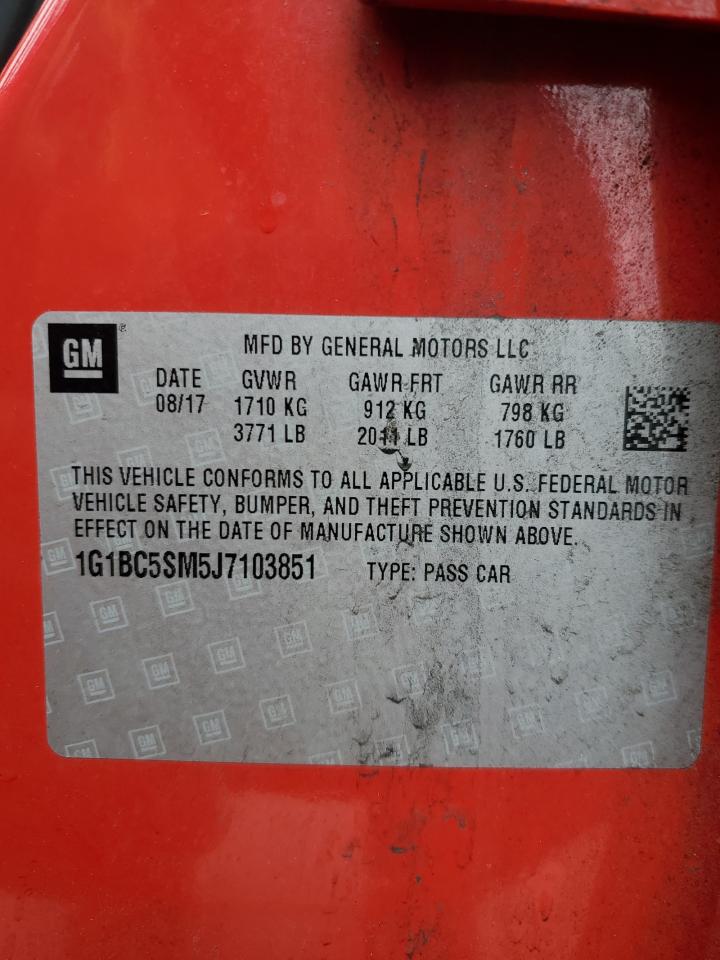 GM
MFD BY GENERAL MOTORS LLC
DATE GVWR GAWR FRT GAWR RR
08/17 1710 KG 912 KG 798 KG
3771 LB 2011 LB 1760 LB
THIS VEHICLE CONFORMS TO ALL APPLICABLE U.S. FEDERAL MOTOR
VEHICLE SAFETY, BUMPER, AND THEFT PREVENTION STANDARDS IN
EFFECT ON THE DATE OF MANUFACTURE SHOWN ABOVE.
1G1BC5SM5J7103851 TYPE: PASS CAR